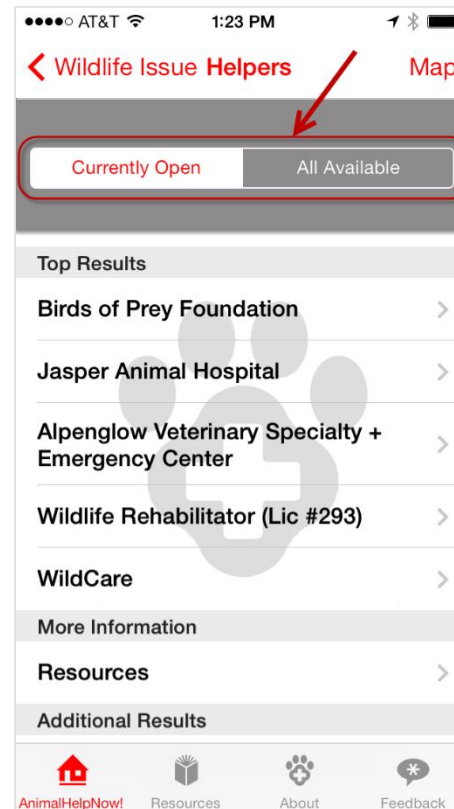 AT&T 1:23 PM
Wildlife Issue Helpers Map
Currently Open All Available
Top Results
Birds of Prey Foundation
Jasper Animal Hospital
Alpenglow Veterinary Specialty +
Emergency Center
Wildlife Rehabilitator (Lic #293)
WildCare
More Information
Resources
Additional Results
AnimalHelpNow! Resources About Feedback